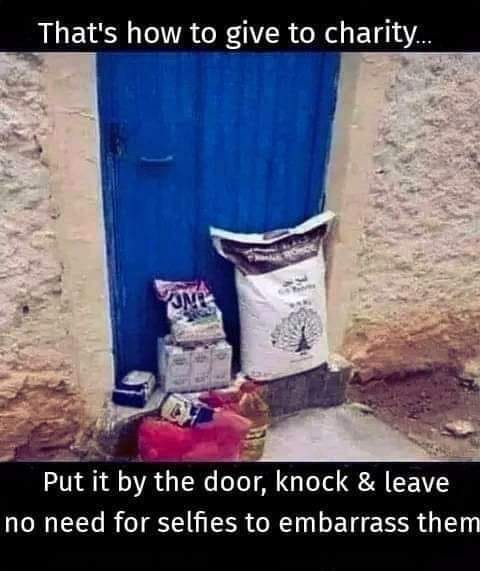 That's how to give to charity...
Put it by the door, knock & leave
no need for selfies to embarrass them